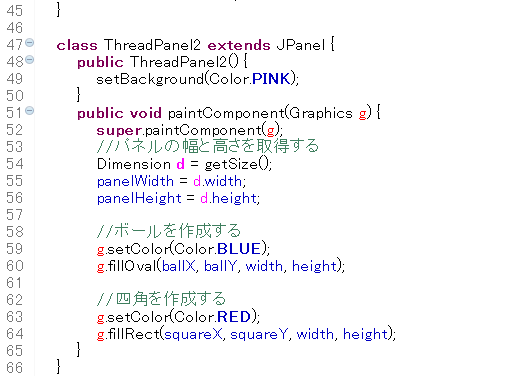 45 }
46
47 class ThreadPanel2 extends JPanel {
48 public ThreadPanel2() {
49 setBackground(Color.PINK);
50 }
51 public void paintComponent(Graphics g) {
52 super.paintComponent(g);
53 //パネルの幅と高さを取得する
54 Dimension d = getSize();
55 panelWidth = d.width;
56 panelHeight = d.height;
57
58 //ボールを作成する
59 g.setColor(Color.BLUE);
60 g.fillOval(ballX, ballY, width, height);
61
62 //四角を作成する
63 g.setColor(Color.RED);
64 g.fillRect(squareX, squareY, width, height);
65 }
66 }